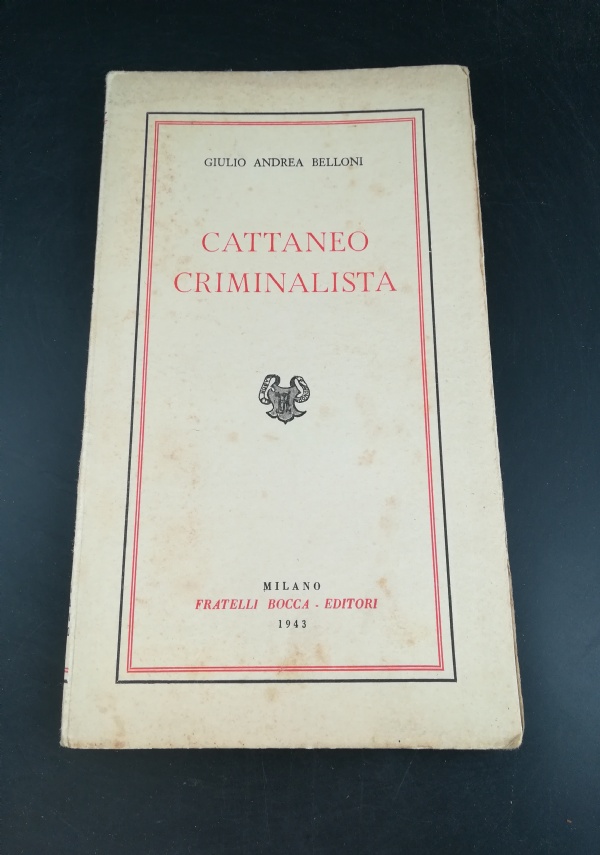 GIULIO ANDREA BELLONI
CATTANEO
CRIMINALISTA
MILANO
FRATELLI BOCCA - EDITORI
1943